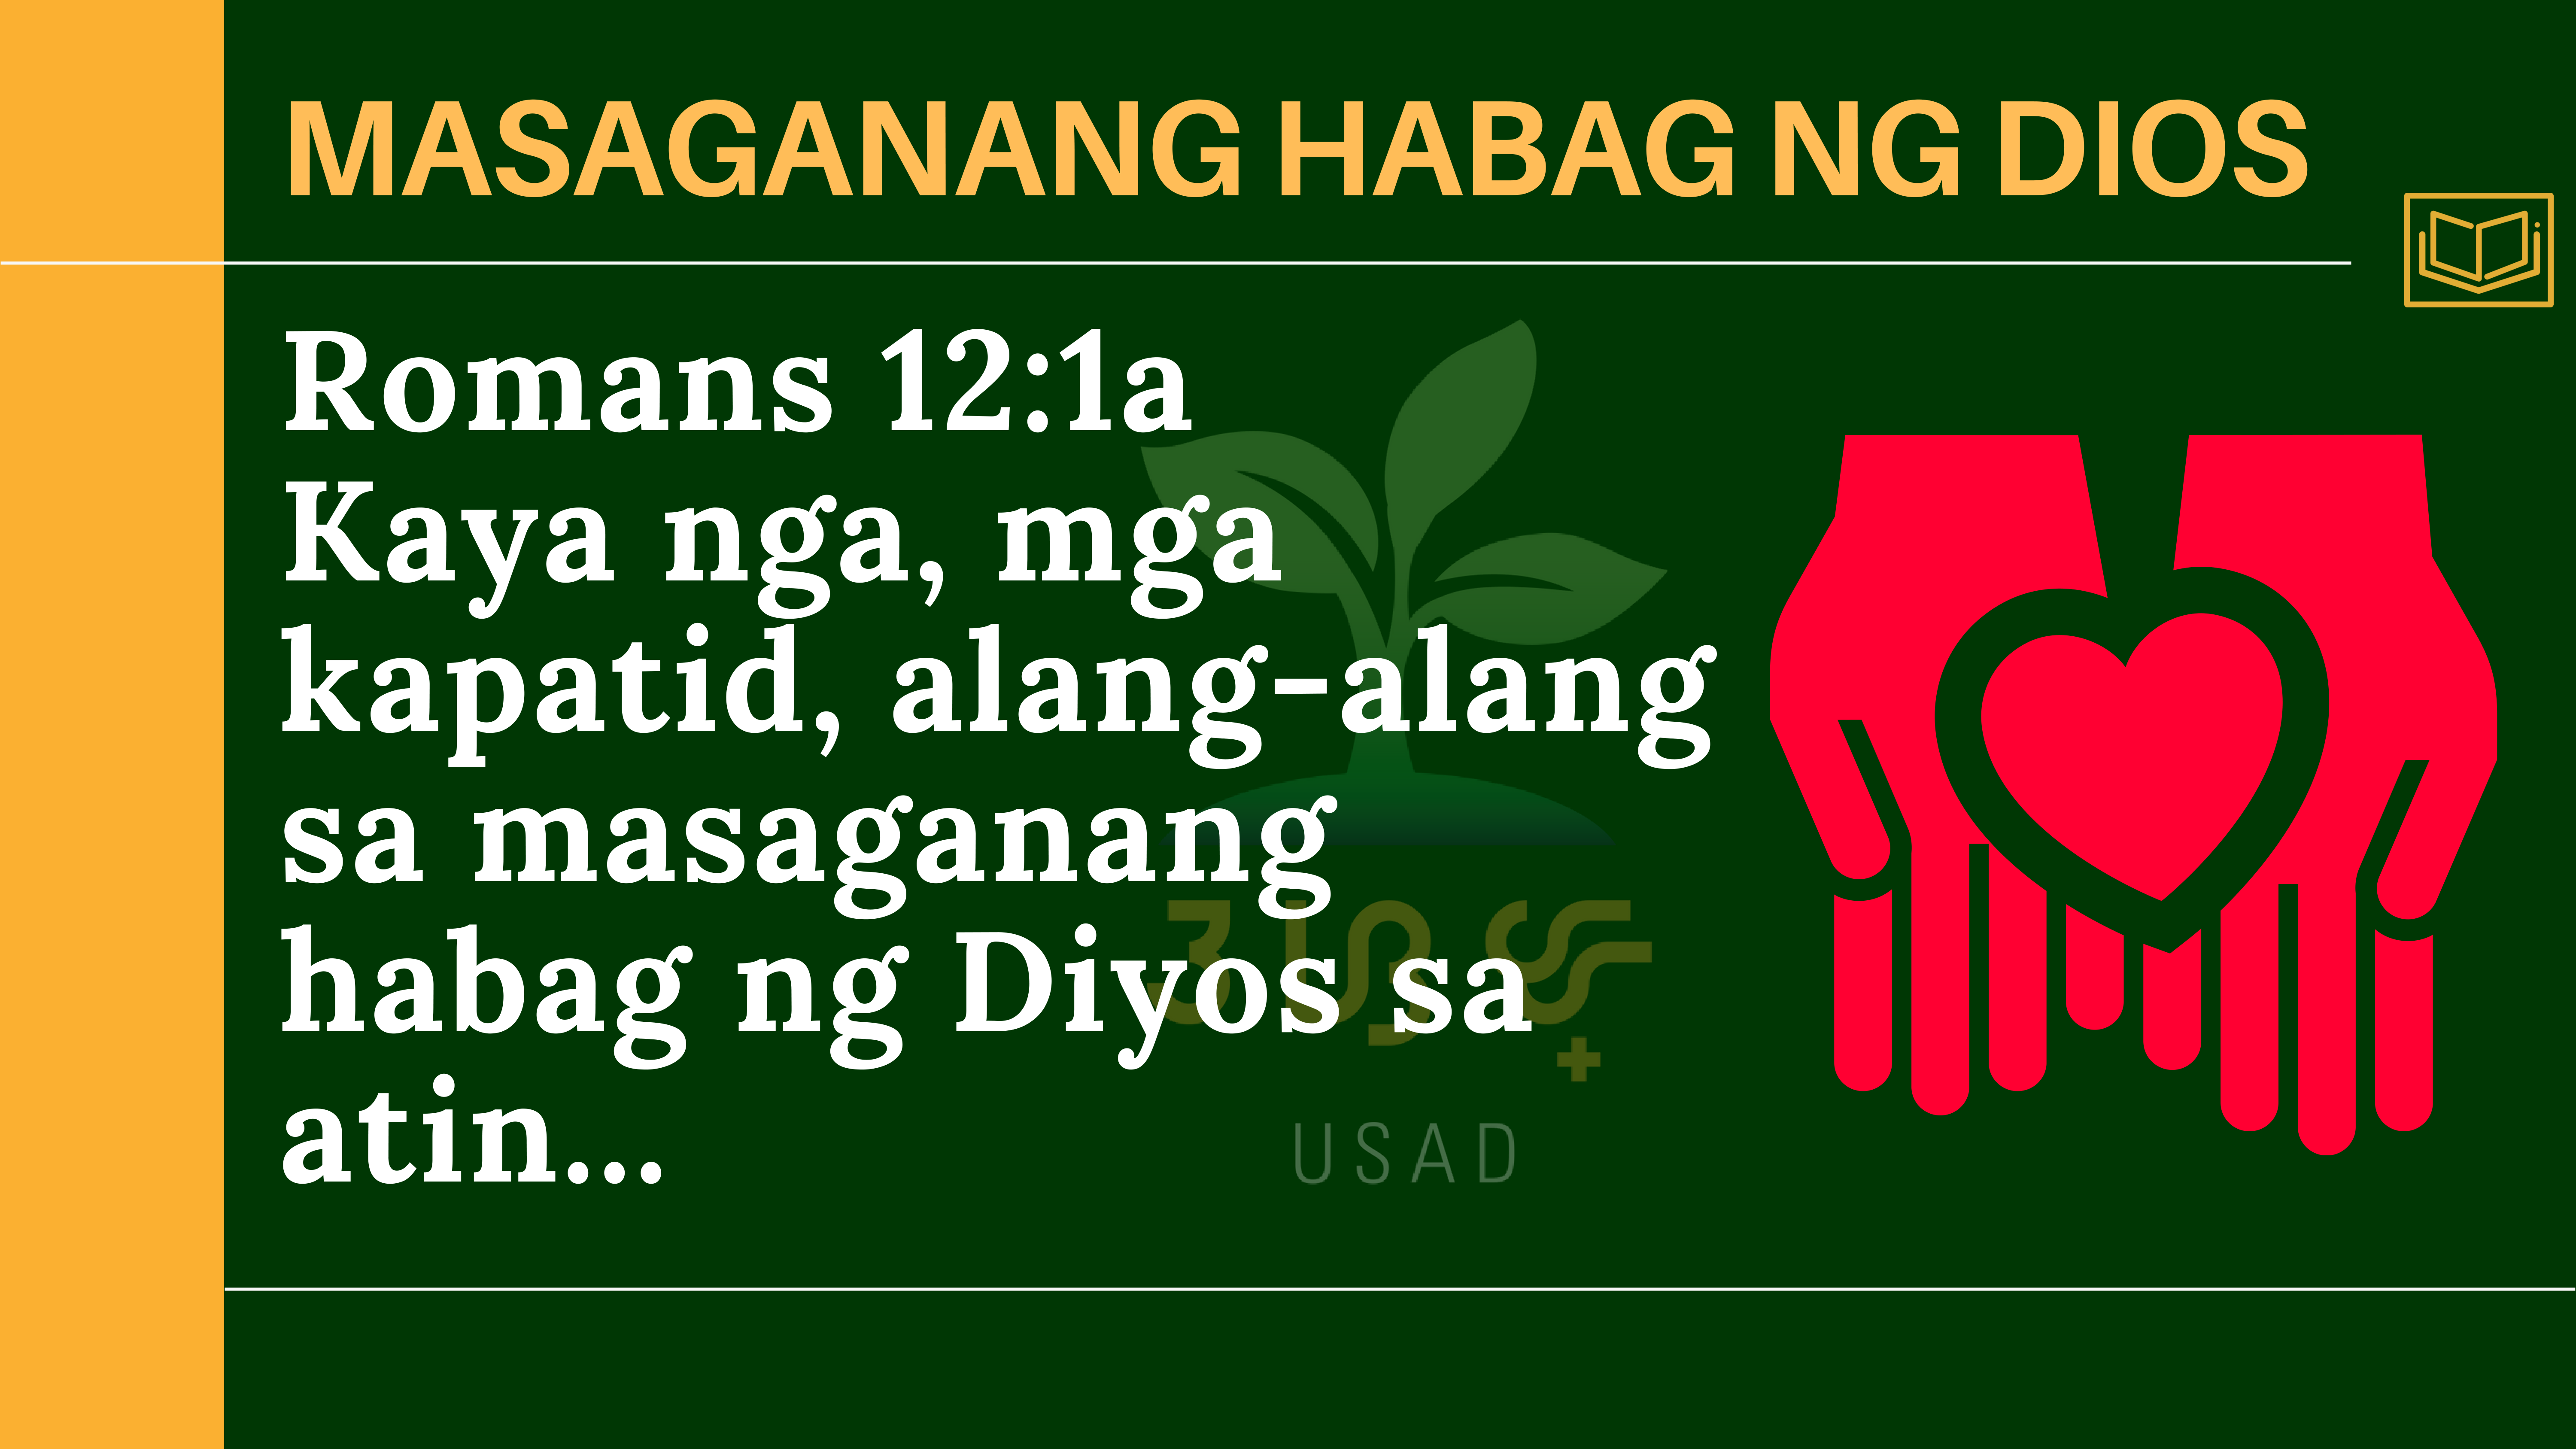 MASAGANANG HABAG NG DIOS
Romans 12:1a
Kaya nga, mga
kapatid, alang-alang
sa masaganang
habag ng Diyos sa
atin...
USAD